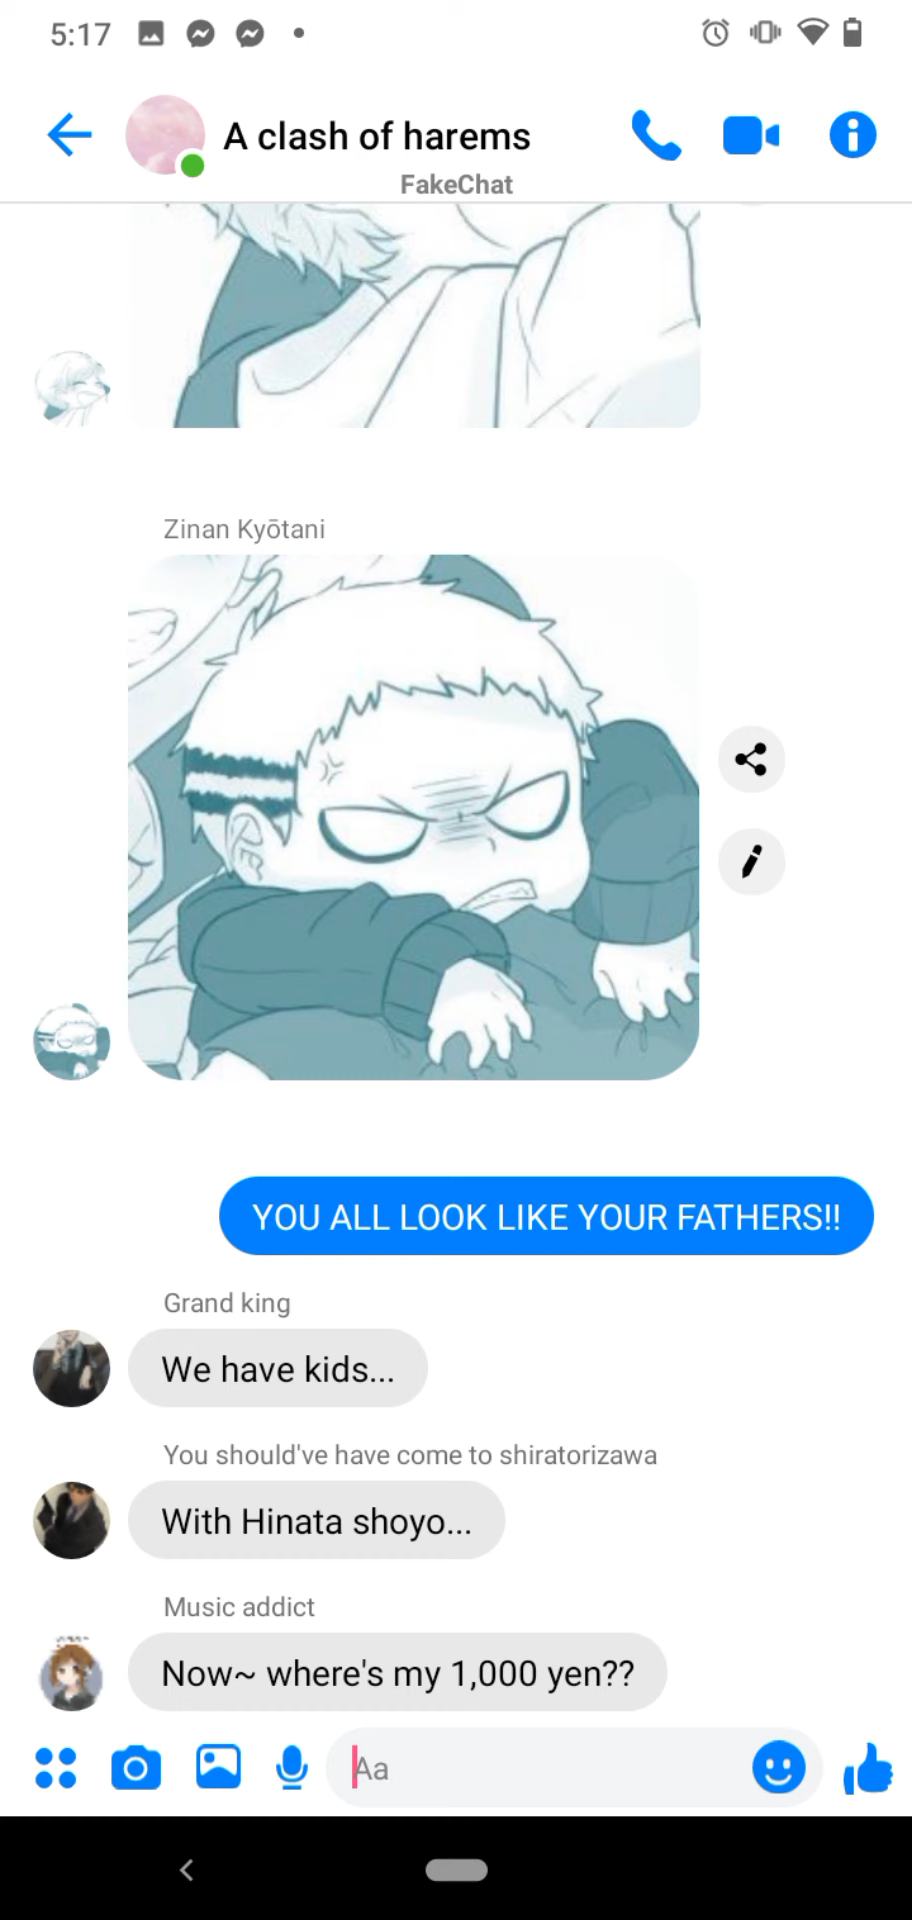 5:17
A clash of harems
FakeChat
Zinan Kyōtani
YOU ALL LOOK LIKE YOUR FATHERS!!
Grand king
We have kids...
You should've have come to shiratorizawa
With Hinata shoyo...
Music addict
Now~ where's my 1,000 yen??
Aa